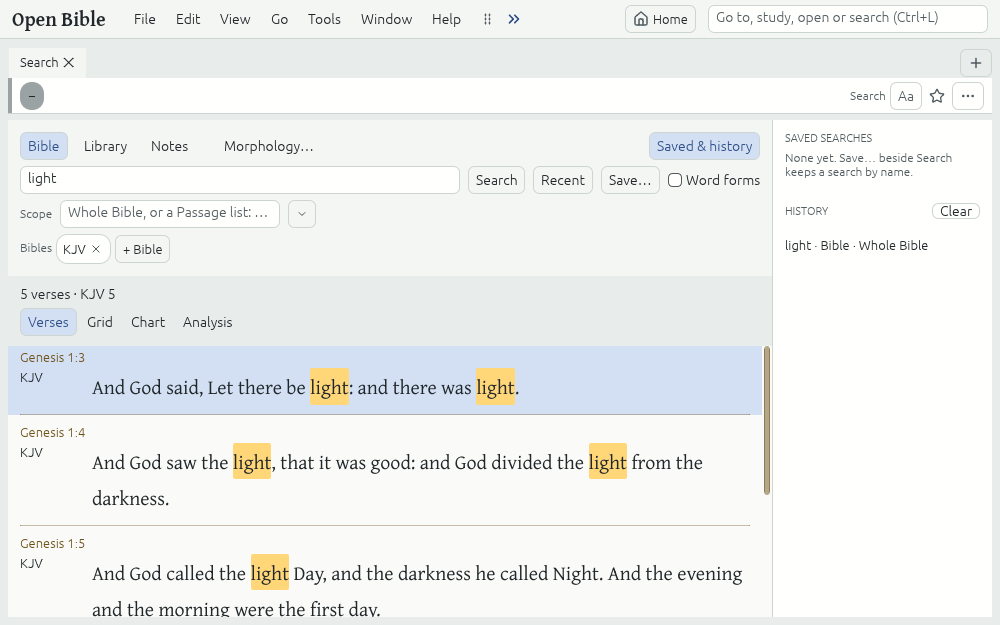 Open Bible File Edit View Go Tools Window Help Home Go to, study, open or search (Ctrl+L)
Search
– Search Aa
Bible Library Notes Morphology… Saved & history
light Search Recent Save… Word forms
Scope Whole Bible, or a Passage list: …
Bibles KJV × + Bible
5 verses · KJV 5
Verses Grid Chart Analysis
Genesis 1:3
KJV
And God said, Let there be light: and there was light.
Genesis 1:4
KJV
And God saw the light, that it was good: and God divided the light from the
darkness.
Genesis 1:5
KJV
And God called the light Day, and the darkness he called Night. And the evening
and the morning were the first day.
SAVED SEARCHES
None yet. Save… beside Search
keeps a search by name.
HISTORY Clear
light · Bible · Whole Bible